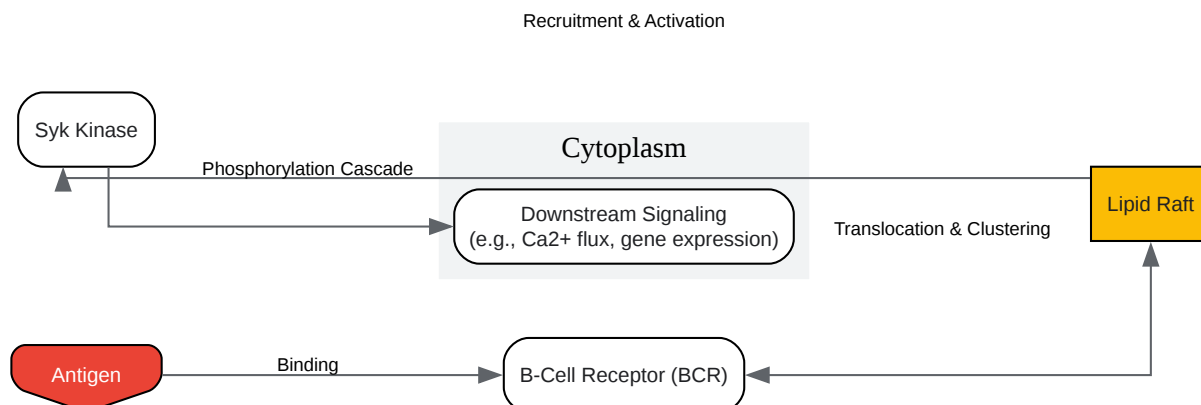 Recruitment & Activation
Syk Kinase
Cytoplasm
Phosphorylation Cascade
Downstream Signaling
(e.g., Ca2+ flux, gene expression)
Translocation & Clustering
Lipid Raft
Antigen
Binding
B-Cell Receptor (BCR)